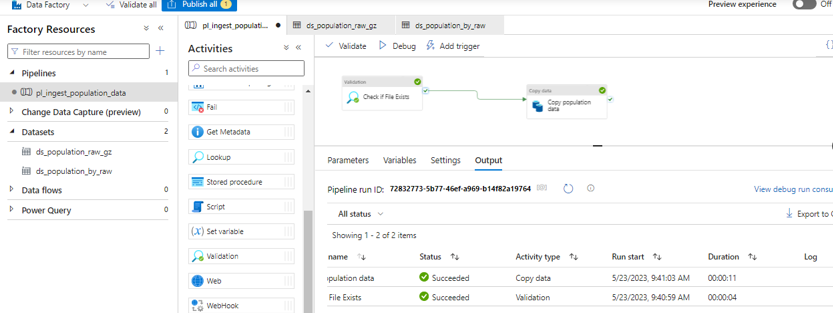 Data Factory
Validate all
Publish all
1
Preview experience
Off
Factory Resources
Filter resources by name
Pipelines 1
pl_ingest_population_data
Change Data Capture (preview) 0
Datasets 2
ds_population_raw_gz
ds_population_by_raw
Data flows 0
Power Query 0
pl_ingest_populati...
ds_population_raw_gz
ds_population_by_raw
Activities
Search activities
Fail
Get Metadata
Lookup
Stored procedure
Script
(X) Set variable
Validation
Web
WebHook
Validate
Debug
Add trigger
Validation
Check if File Exists
Copy data
Copy population
data
Parameters
Variables
Settings
Output
Pipeline run ID: 72832773-5b77-46ef-a969-b14f82a19764
View debug run consu
All status
Export to C
Showing 1 - 2 of 2 items
name Status Activity type Run start Duration Log
pulation data Succeeded Copy data 5/23/2023, 9:41:03 AM 00:00:11
File Exists Succeeded Validation 5/23/2023, 9:40:59 AM 00:00:04